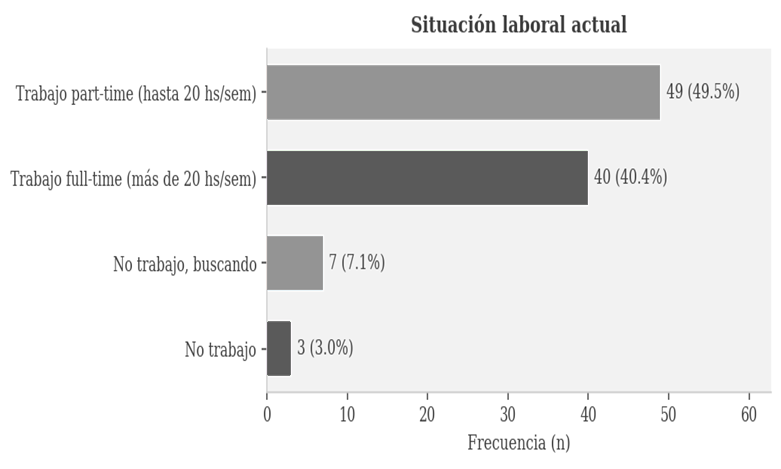 Situación laboral actual
Trabajo part-time (hasta 20 hs/sem)
49 (49.5%)
Trabajo full-time (más de 20 hs/sem)
40 (40.4%)
No trabajo, buscando
7 (7.1%)
No trabajo
3 (3.0%)
0 10 20 30 40 50 60
Frecuencia (n)